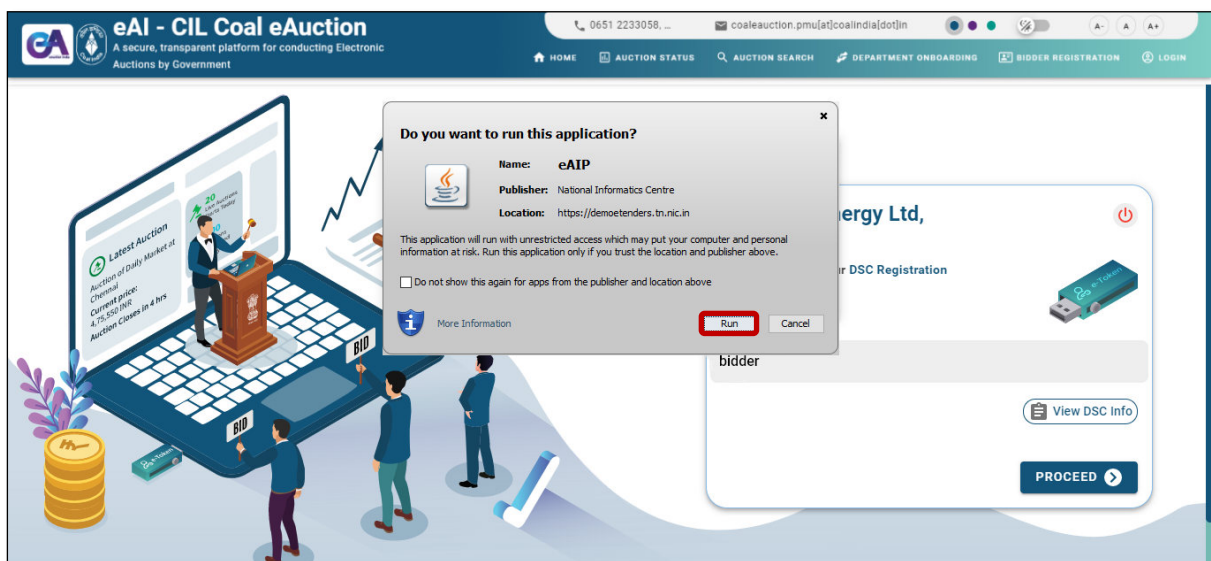 eAI - CIL Coal eAuction
A secure, transparent platform for conducting Electronic
Auctions by Government
0651 2233058, ...
coaleauction.pmu[at]coalindia[dot]in
A-
A
A+
HOME
AUCTION STATUS
AUCTION SEARCH
DEPARTMENT ONBOARDING
BIDDER REGISTRATION
LOGIN
Do you want to run this application?
Name: eAIP
Publisher: National Informatics Centre
Location: https://demoetenders.tn.nic.in
This application will run with unrestricted access which may put your computer and personal
information at risk. Run this application only if you trust the location and publisher above.
Do not show this again for apps from the publisher and location above
More Information
Run
Cancel
Latest Auction
Auction of Daily Market at
Chennai
Current price:
4,75,550 INR
Auction Closes in 4 hrs
20
BID
BID
e-Token
ergy Ltd,
r DSC Registration
e-Token
bidder
View DSC Info
PROCEED